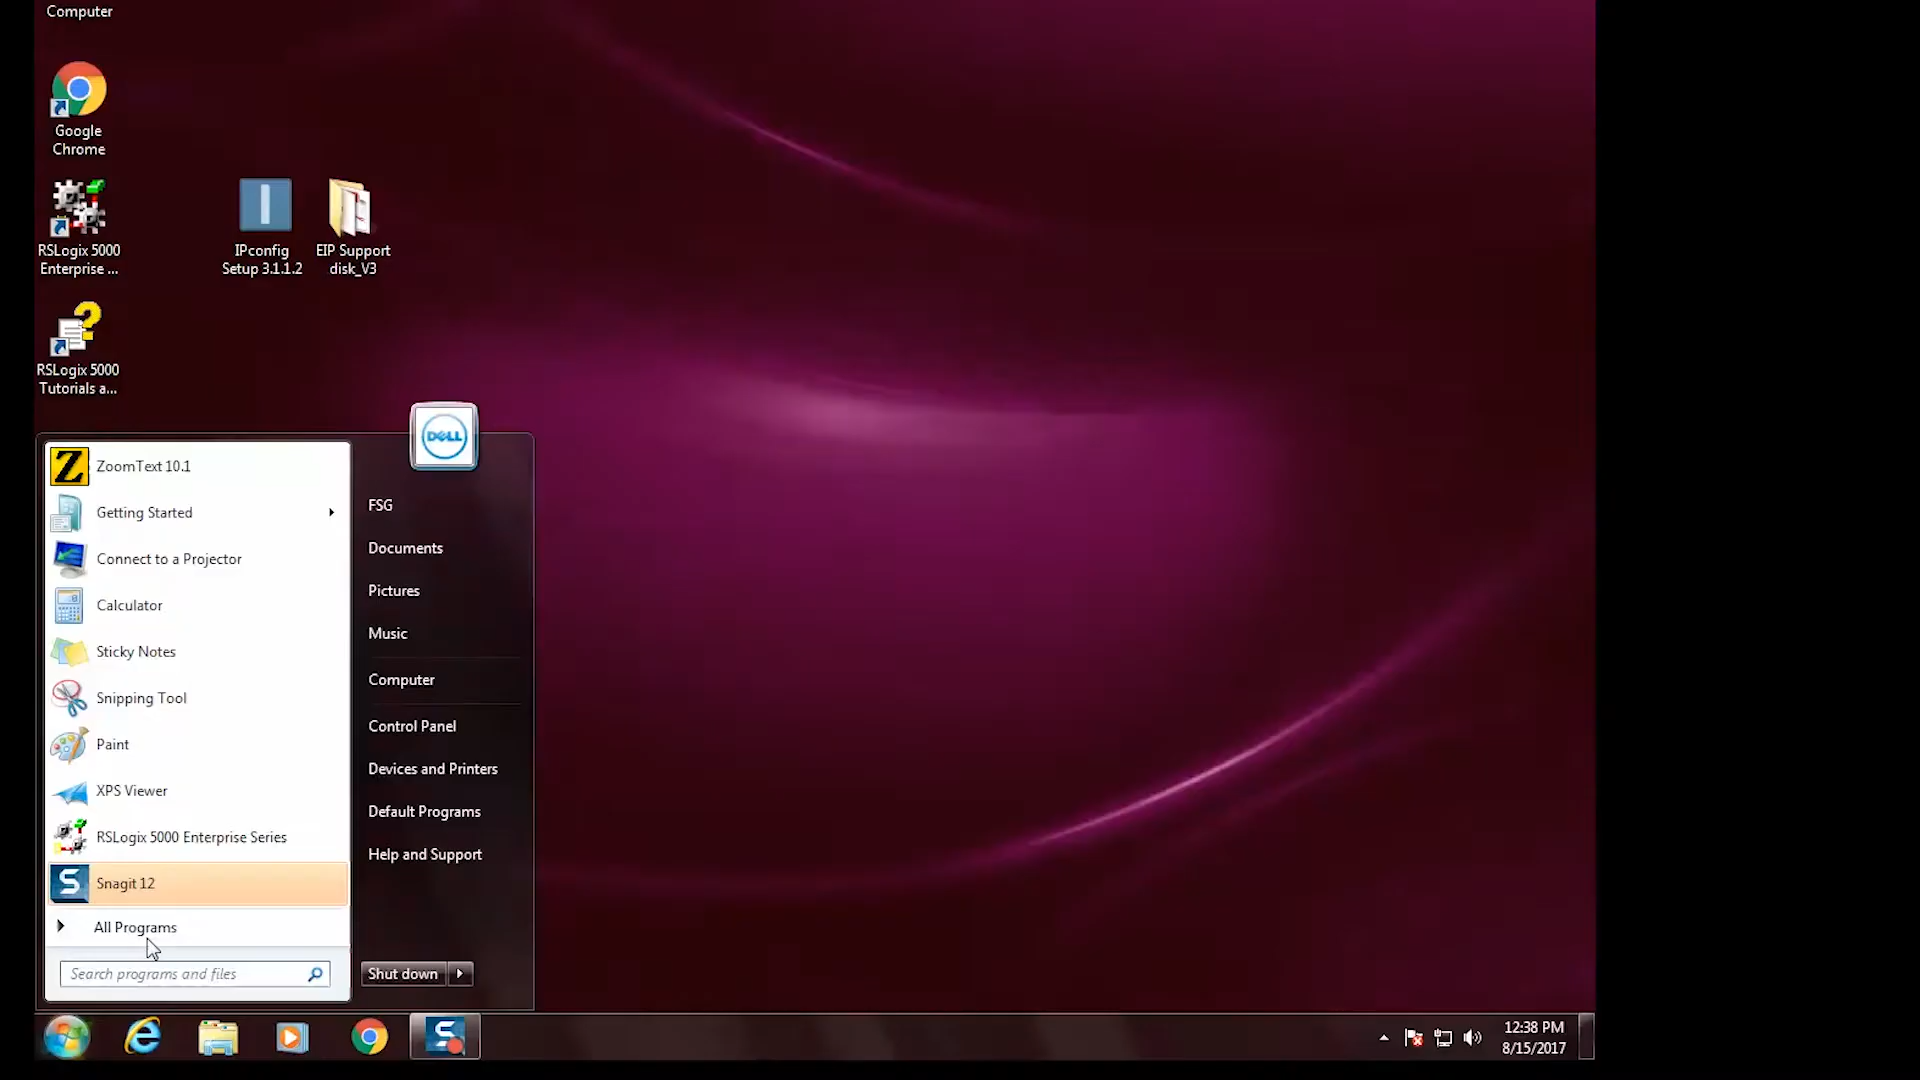 Computer
Google
Chrome
RSLogix 5000
Enterprise ...
IPconfig
Setup 3.1.1.2
EIP Support
disk_V3
RSLogix 5000
Tutorials a...
DELL
ZoomText 10.1
Getting Started
Connect to a Projector
Calculator
Sticky Notes
Snipping Tool
Paint
XPS Viewer
RSLogix 5000 Enterprise Series
Snagit 12
All Programs
Search programs and files
FSG
Documents
Pictures
Music
Computer
Control Panel
Devices and Printers
Default Programs
Help and Support
Shut down
12:38 PM
8/15/2017